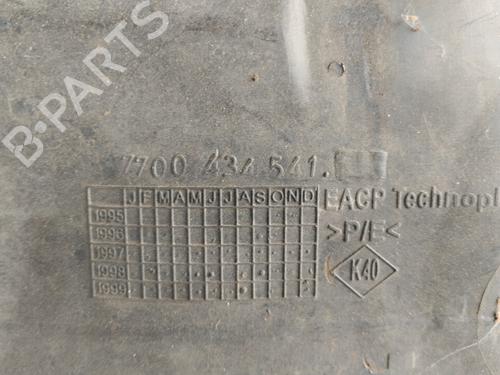 B-PARTS
7700 434 541.
J F M A M J J A S O N D
1995
1996
1997
1998
1999
EACP Technopl
>P/E<
K40